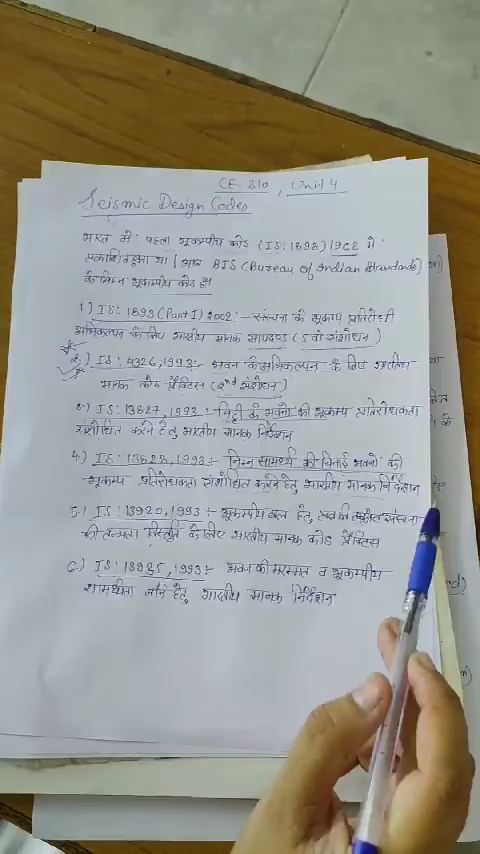 CE-310, Unit 4
Seismic Design Codes
भारत में पहला भूकम्पीय कोड (IS:1893) 1962 में
प्रकाशित हुआ था | आज BIS (Bureau of Indian Standards)
के निम्न भूकम्पीय कोड हैं।
1) IS: 1893 (Part I) 2002:- संरचना के भूकम्प प्रतिरोधी
अभिकल्पन के लिए भारतीय मानक मापदण्ड (5वां संशोधन)
2) IS: 4326, 1993:- भवन के अभिकल्पन के लिए भारतीय
मानक कोड प्रैक्टिस (2nd संशोधन)
3) IS: 13827, 1993:- मिट्टी के भवनों की भूकम्प प्रतिरोधकता
संशोधित करने हेतु, भारतीय मानक निर्देशन
4.) IS: 13828, 1993:- निम्न सामर्थ्य की चिनाई भवनों की
भूकम्प प्रतिरोधकता संशोधित करने हेतु भारतीय मानक निर्देशन
5.) IS: 13920, 1993:- भूकम्पीय बल हेतु, संरचना
की तन्यता के लिए भारतीय मानक कोड प्रैक्टिस
6.) IS: 13935, 1993:- भवन की मरम्मत व भूकम्पीय
सामर्थ्यता हेतु भारतीय मानक निर्देशन